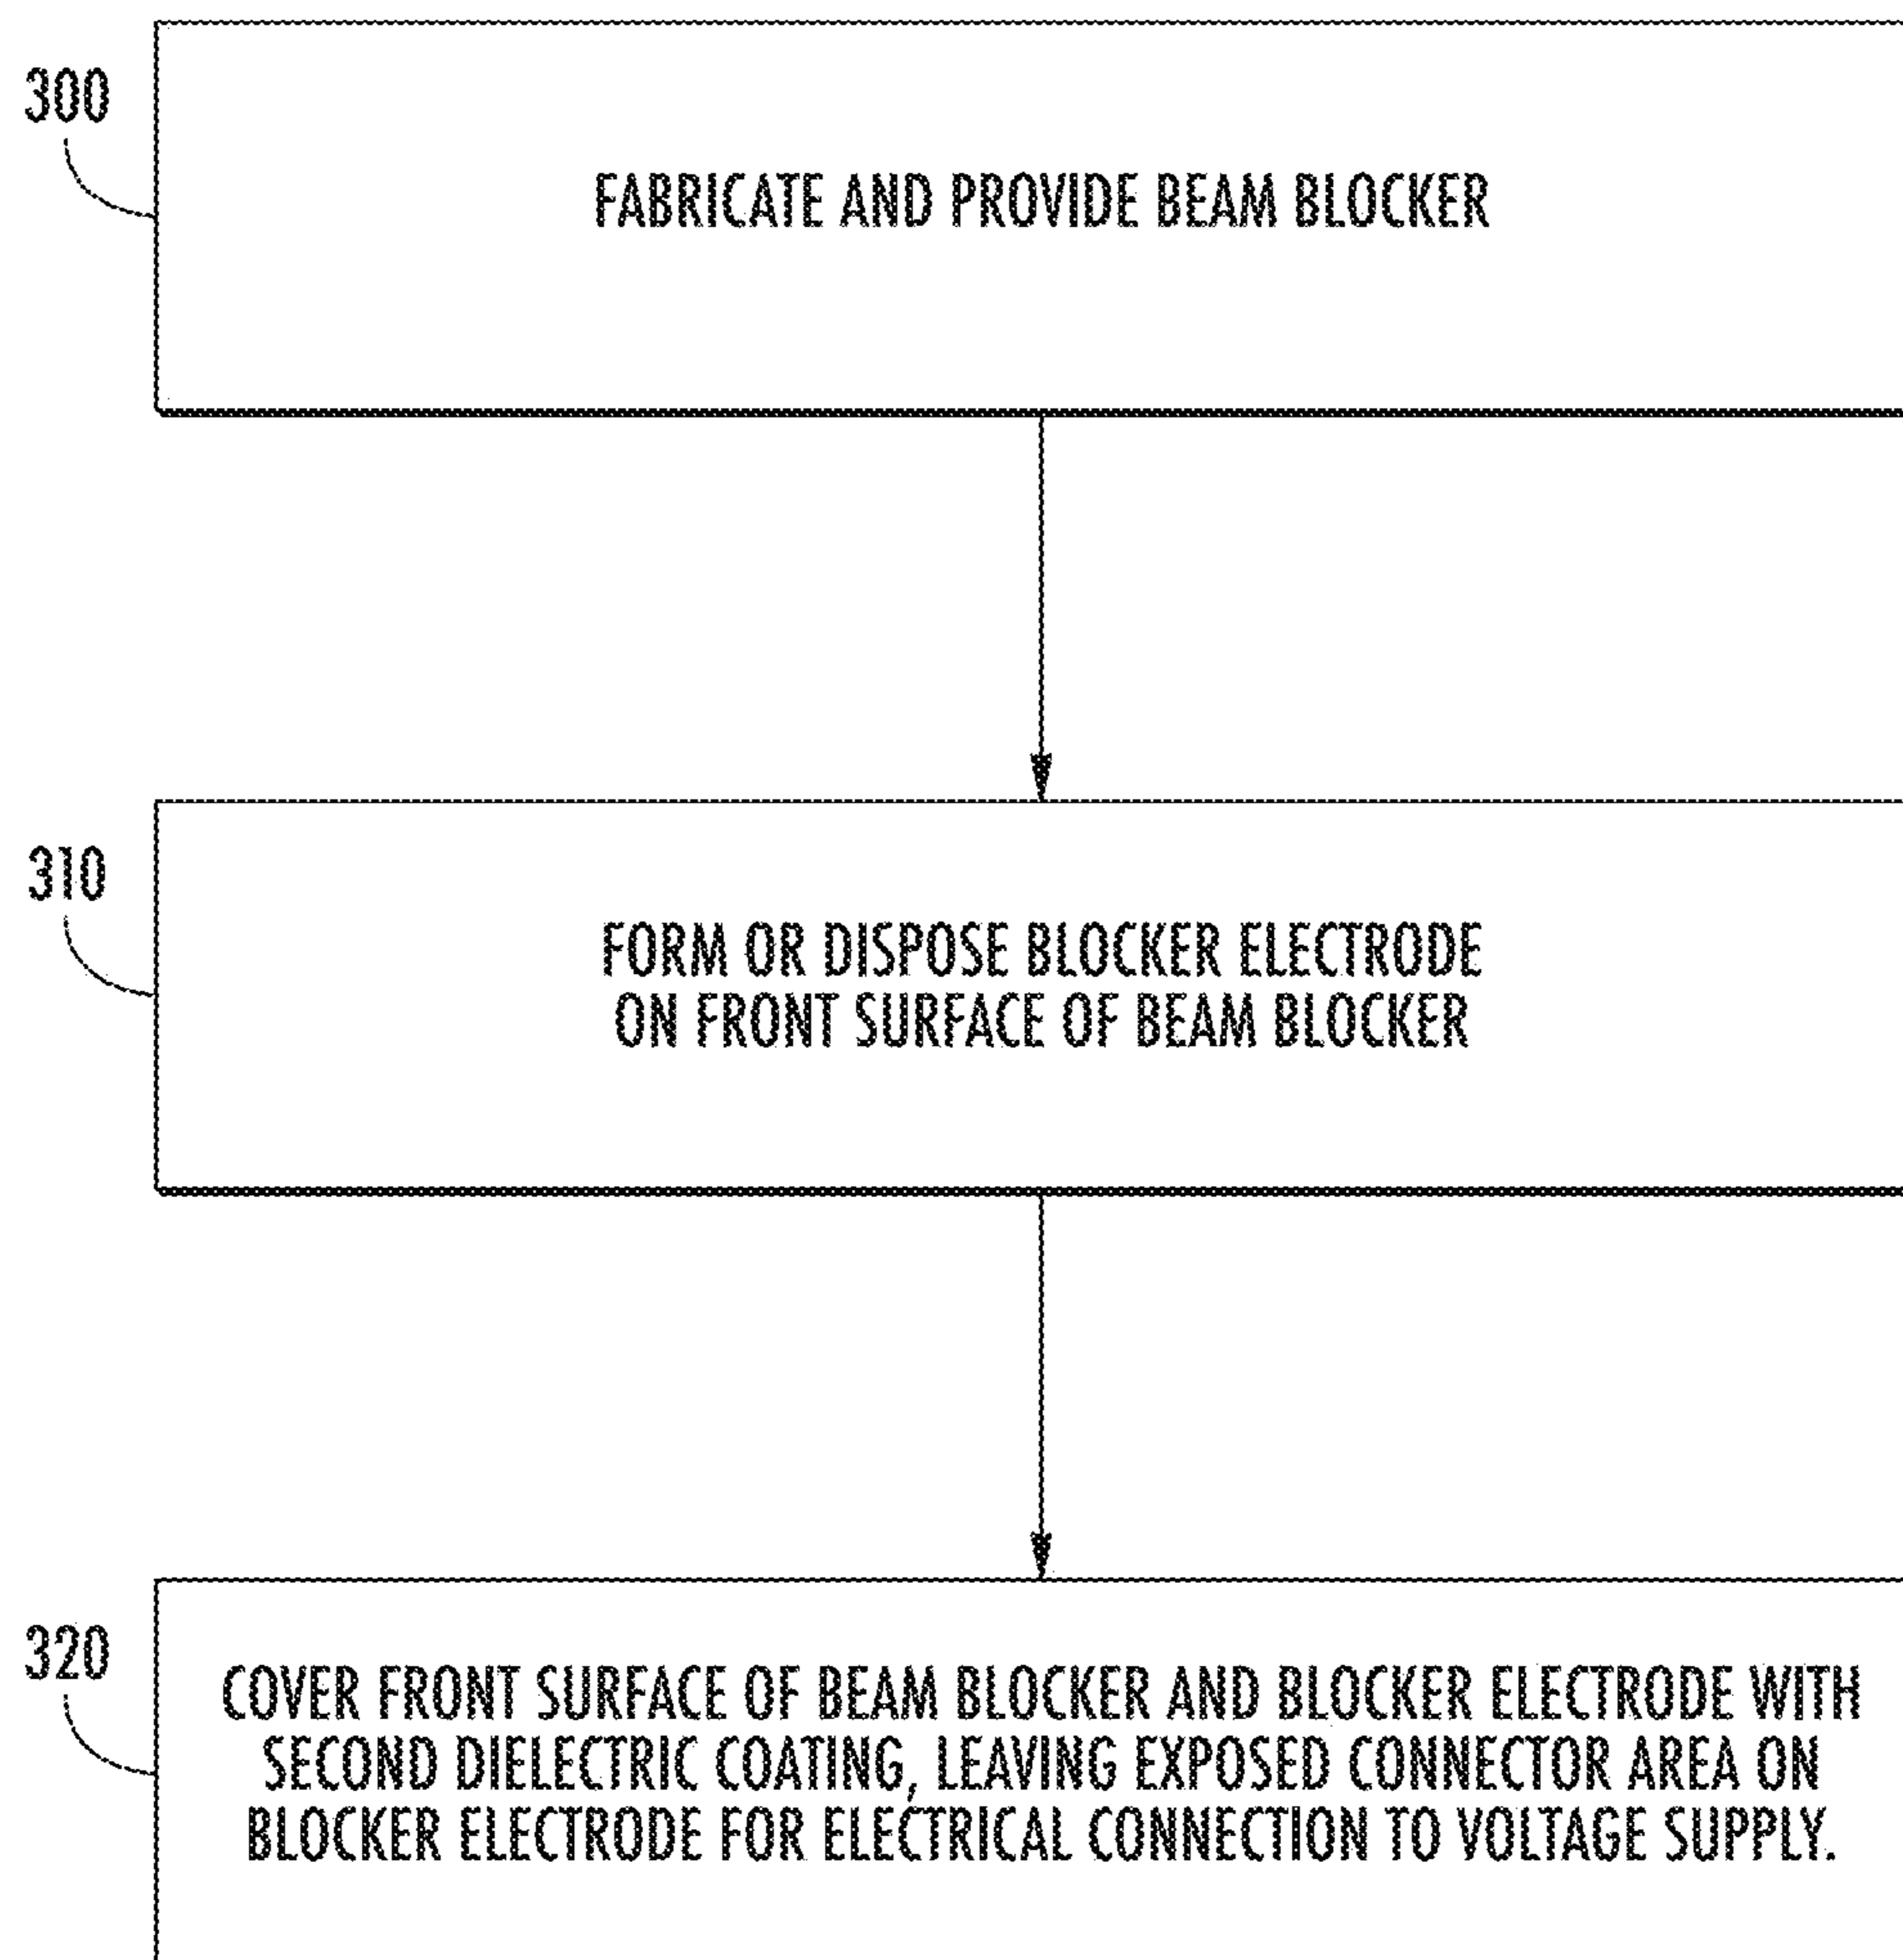 300
FABRICATE AND PROVIDE BEAM BLOCKER
310
FORM OR DISPOSE BLOCKER ELECTRODE
ON FRONT SURFACE OF BEAM BLOCKER
320
COVER FRONT SURFACE OF BEAM BLOCKER AND BLOCKER ELECTRODE WITH
SECOND DIELECTRIC COATING, LEAVING EXPOSED CONNECTOR AREA ON
BLOCKER ELECTRODE FOR ELECTRICAL CONNECTION TO VOLTAGE SUPPLY.